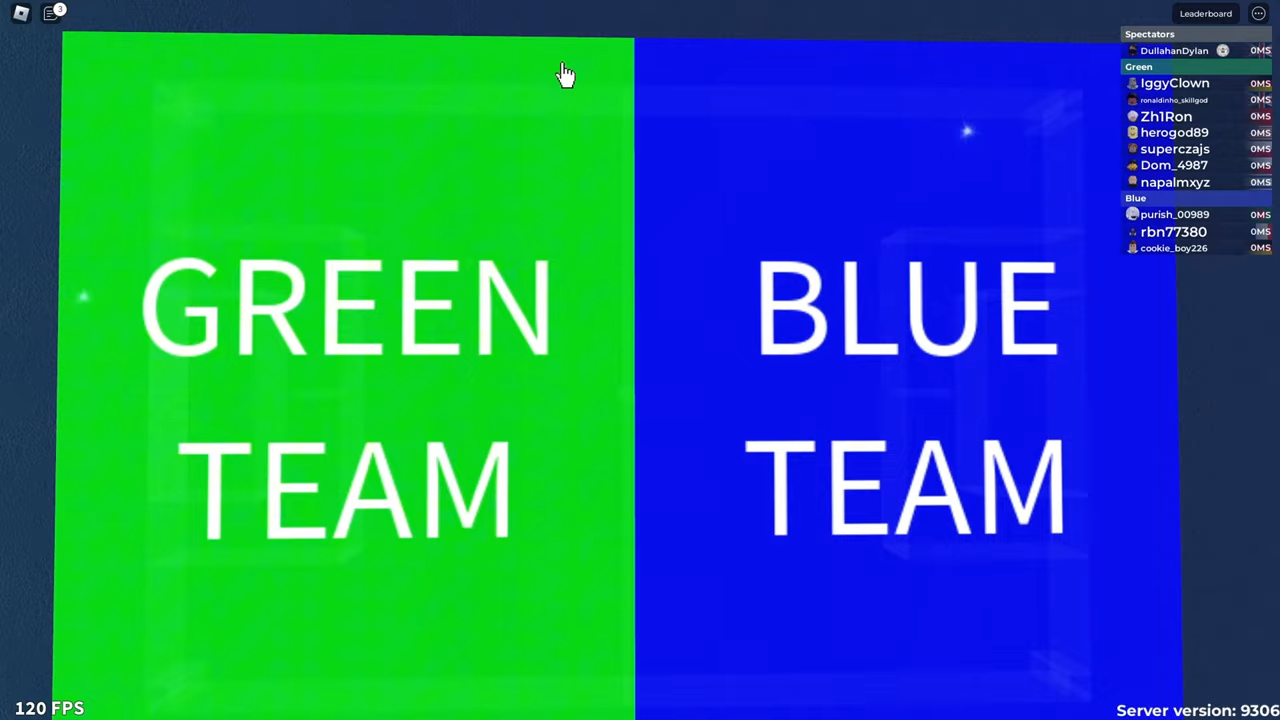 3
Leaderboard
Spectators
DullahanDylan 0MS
Green
IggyClown 0MS
ronaldinho_skillgod 0MS
Zh1Ron 0MS
herogod89 0MS
superczajs 0MS
Dom_4987 0MS
napalmxyz 0MS
Blue
purish_00989 0MS
rbn77380 0MS
cookie_boy226 0MS
GREEN
TEAM
BLUE
TEAM
120 FPS
Server version: 9306